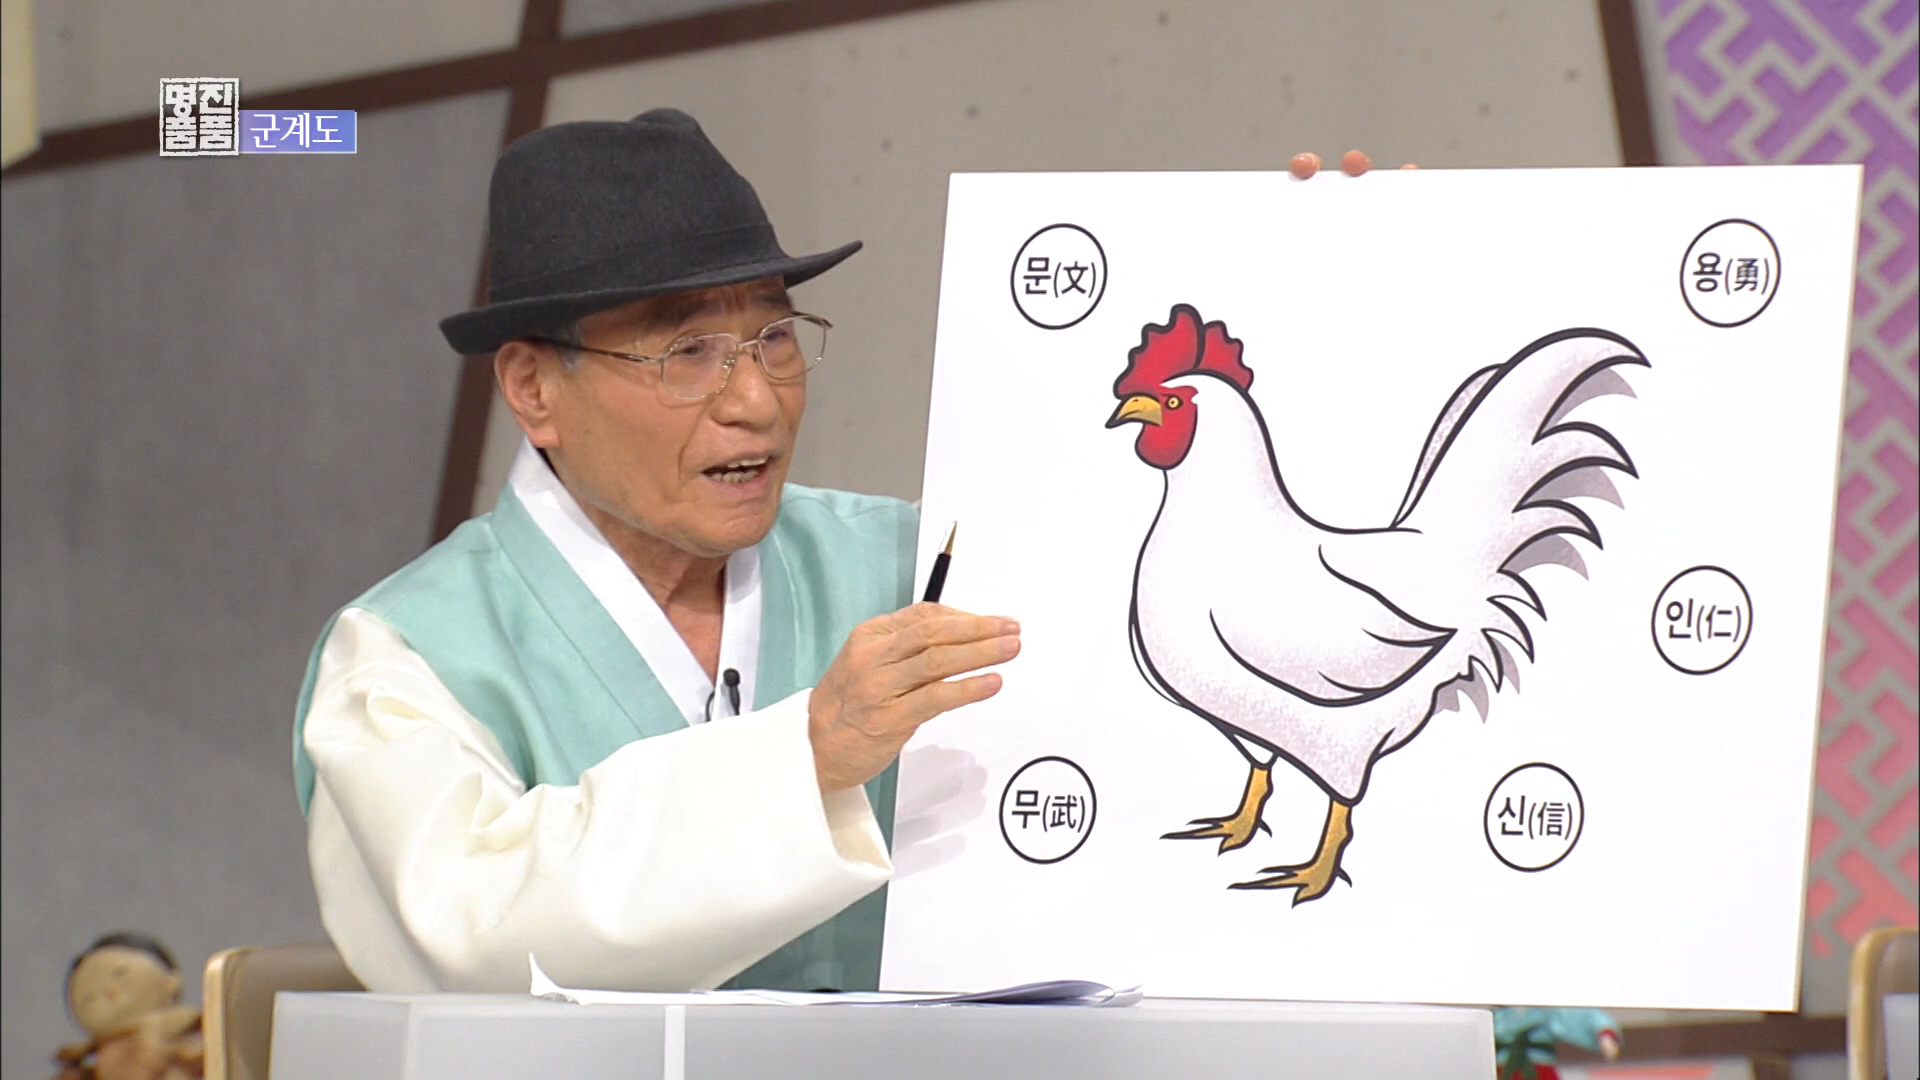 명진
품품
군계도
문(文)
용(勇)
인(仁)
무(武)
신(信)